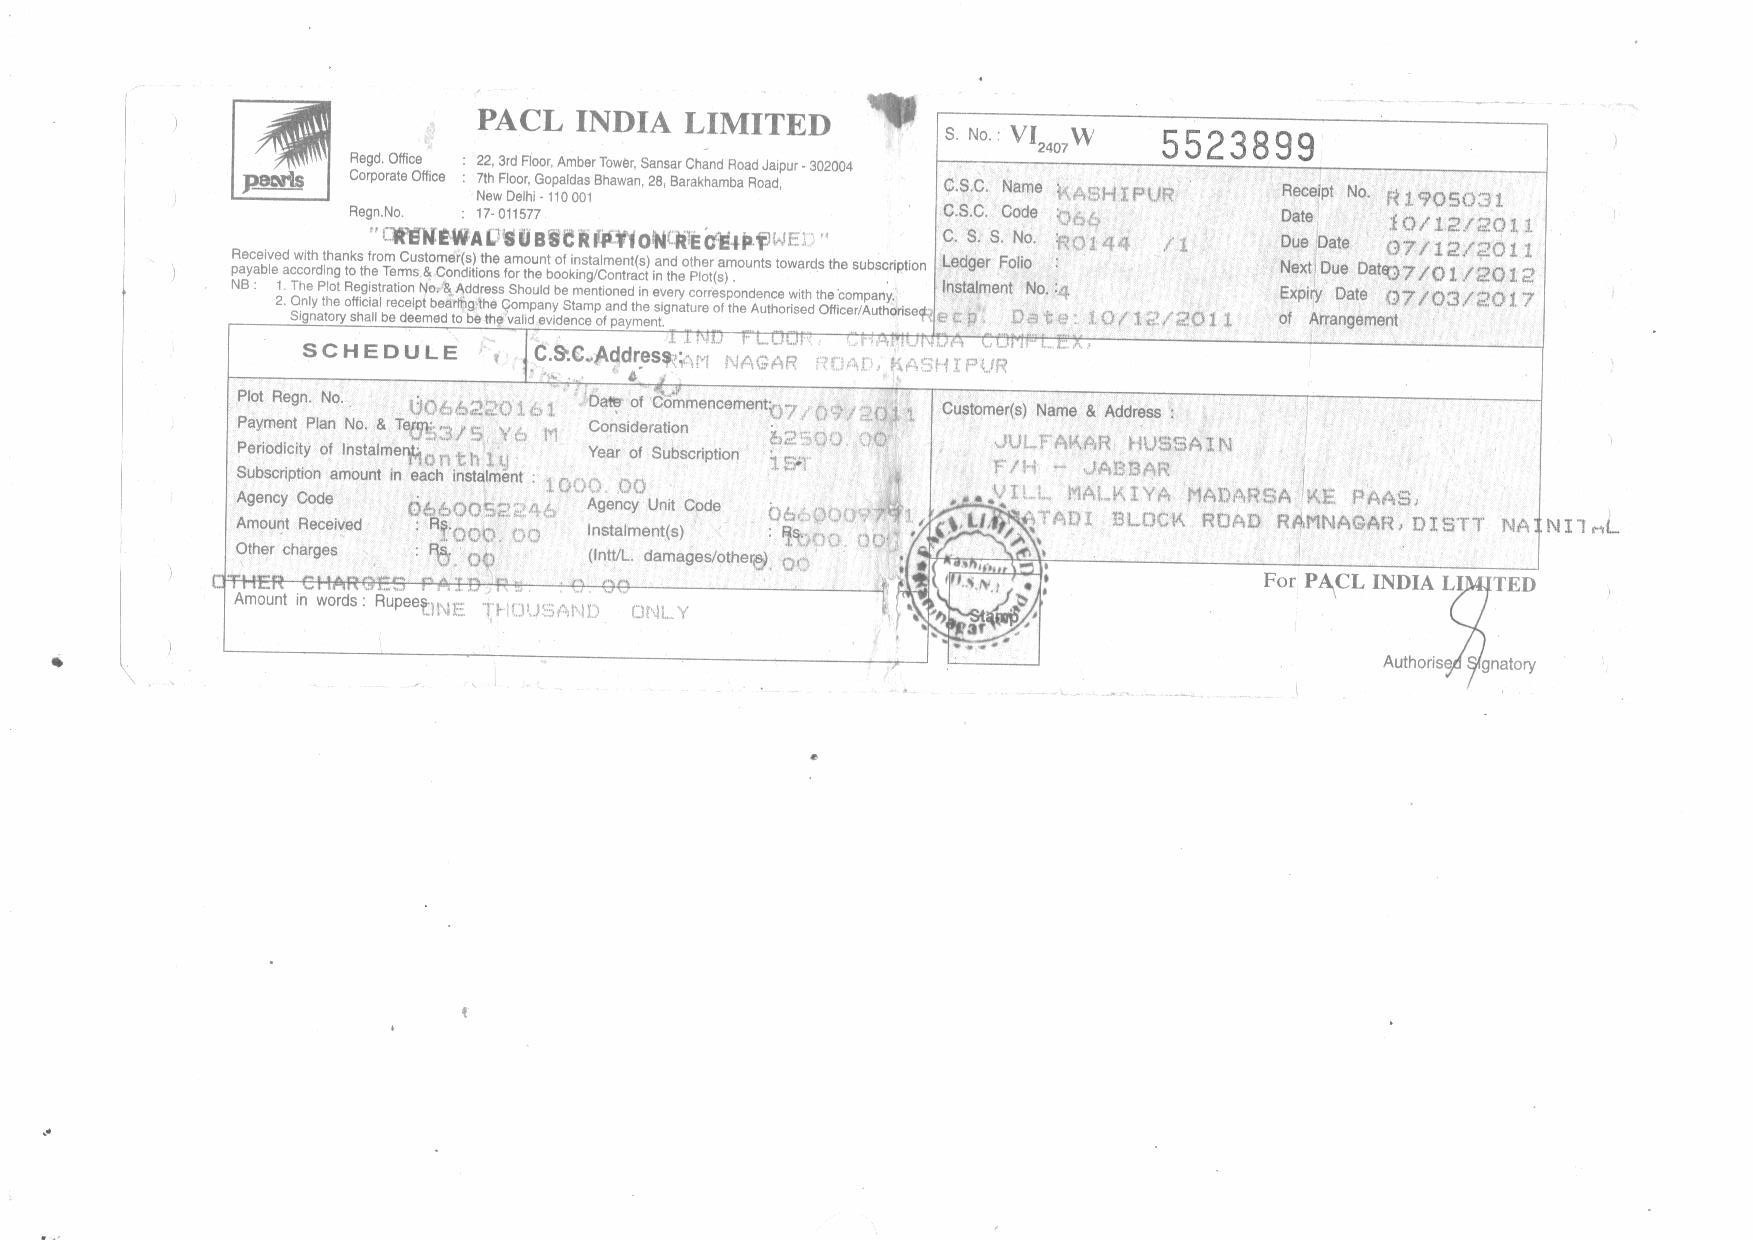 pearls
PACL INDIA LIMITED
Regd. Office : 22, 3rd Floor, Amber Tower, Sansar Chand Road Jaipur - 302004
Corporate Office : 7th Floor, Gopaldas Bhawan, 28, Barakhamba Road,
New Delhi - 110 001
Regn.No. : 17- 011577
RENEWAL SUBSCRIPTION RECEIPT
Received with thanks from Customer(s) the amount of instalment(s) and other amounts towards the subscription
payable according to the Terms & Conditions for the booking/Contract in the Plot(s) .
NB : 1. The Plot Registration No. & Address Should be mentioned in every correspondence with the company.
2. Only the official receipt bearing the Company Stamp and the signature of the Authorised Officer/Authorised
Signatory shall be deemed to be the valid evidence of payment.
S. No. : VI 2407 W 5523899
C.S.C. Name : KASHIPUR Receipt No. R1905031
C.S.C. Code : 066 Date 10/12/2011
C. S. S. No. : R0144 /1 Due Date 07/12/2011
Ledger Folio : Next Due Date 07/01/2012
Instalment No. : 4 Expiry Date 07/03/2017
Recp. Date: 10/12/2011 of Arrangement
SCHEDULE C.S.C. Address : IIND FLOOR, CHAMUNDA COMPLEX,
RAM NAGAR ROAD, KASHIPUR
Plot Regn. No. : U066220161 Date of Commencement : 07/09/2011
Payment Plan No. & Term : 053/5 Y6 M Consideration : 62500.00
Periodicity of Instalment : Monthly Year of Subscription : 1ST
Subscription amount in each instalment : 1000.00
Agency Code : 0660052246 Agency Unit Code : 0660009791
Amount Received : Rs. 1000.00 Instalment(s) : Rs. 1000.00
Other charges : Rs. 0.00 (Intt/L. damages/others) 0.00
OTHER CHARGES PAID Rs. :0.00
Amount in words : Rupees ONE THOUSAND ONLY
Customer(s) Name & Address :
JULFAKAR HUSSAIN
F/H - JABBAR
VILL MALKIYA MADARSA KE PAAS,
BLOCK ROAD RAMNAGAR, DISTT NAINITAL
PACL LIMITED
Kashipur
(U.S.N.)
Ramnagar Road
Stamp
For PACL INDIA LIMITED
Authorised Signatory